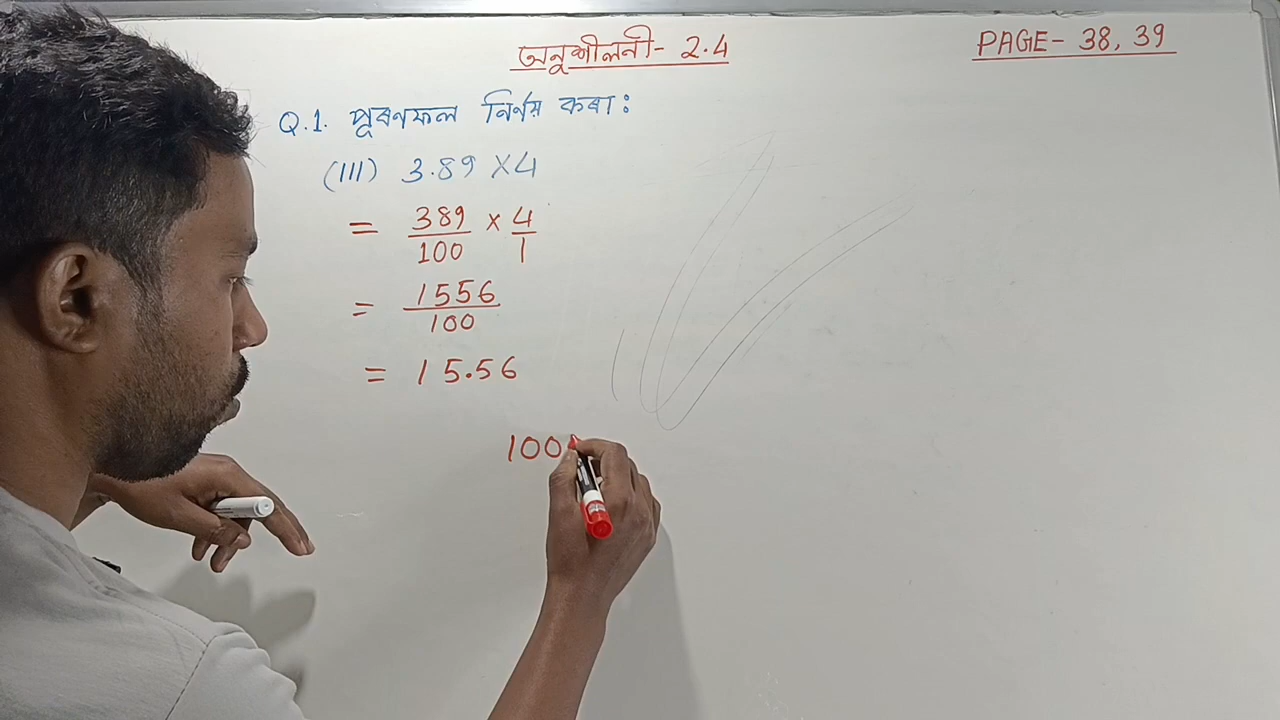 অনুশীলনী- 2.4
PAGE- 38, 39
Q.1. পূৰণফল নিৰ্ণয় কৰা :
(III) 3.89 ×4
= 389/100 × 4/1
= 1556/100
= 15.56
100